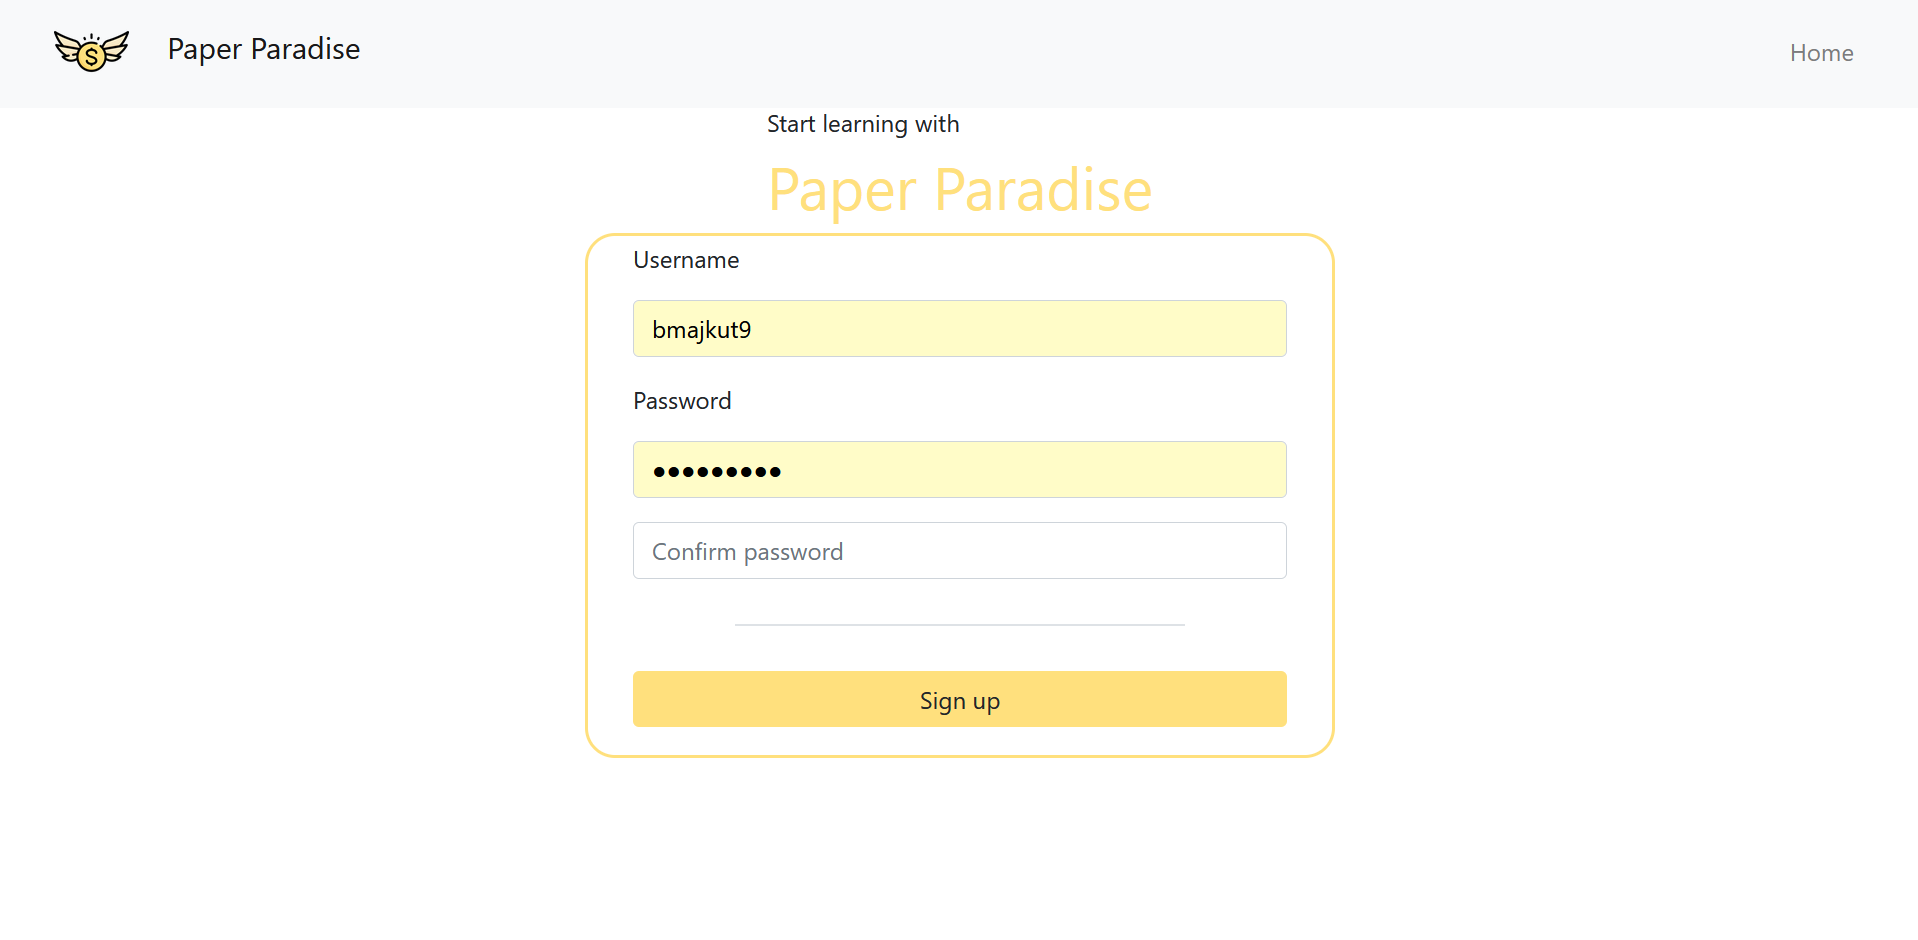 Paper Paradise
Home
Start learning with
Paper Paradise
Username
bmajkut9
Password
●●●●●●●●●
Confirm password
Sign up